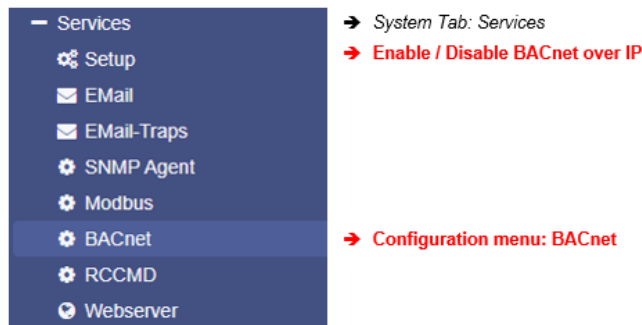 Services → System Tab: Services
Setup → Enable / Disable BACnet over IP
EMail
EMail-Traps
SNMP Agent
Modbus
BACnet → Configuration menu: BACnet
RCCMD
Webserver